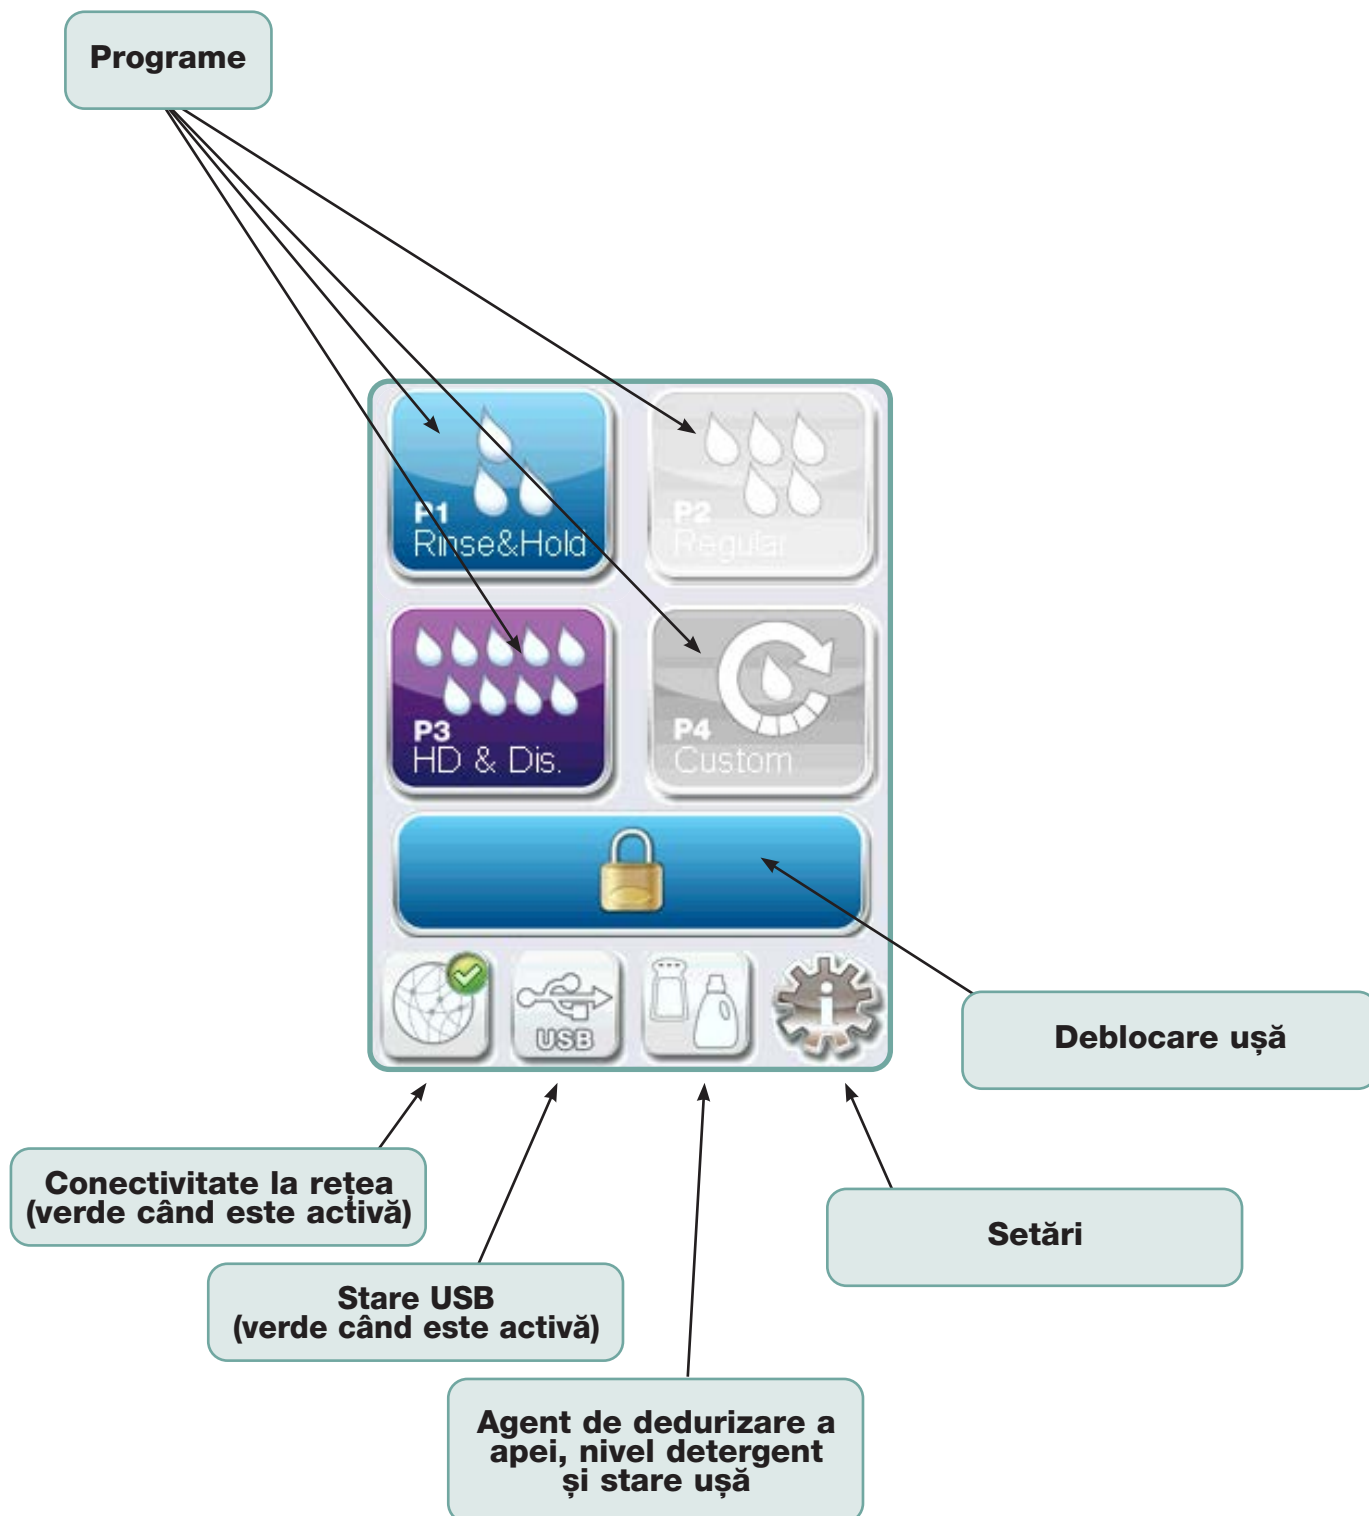 Programe
P1
Rinse&Hold
P2
Regular
P3
HD & Dis.
P4
Custom
USB
Deblocare ușă
Conectivitate la rețea
(verde când este activă)
Setări
Stare USB
(verde când este activă)
Agent de dedurizare a
apei, nivel detergent
și stare ușă